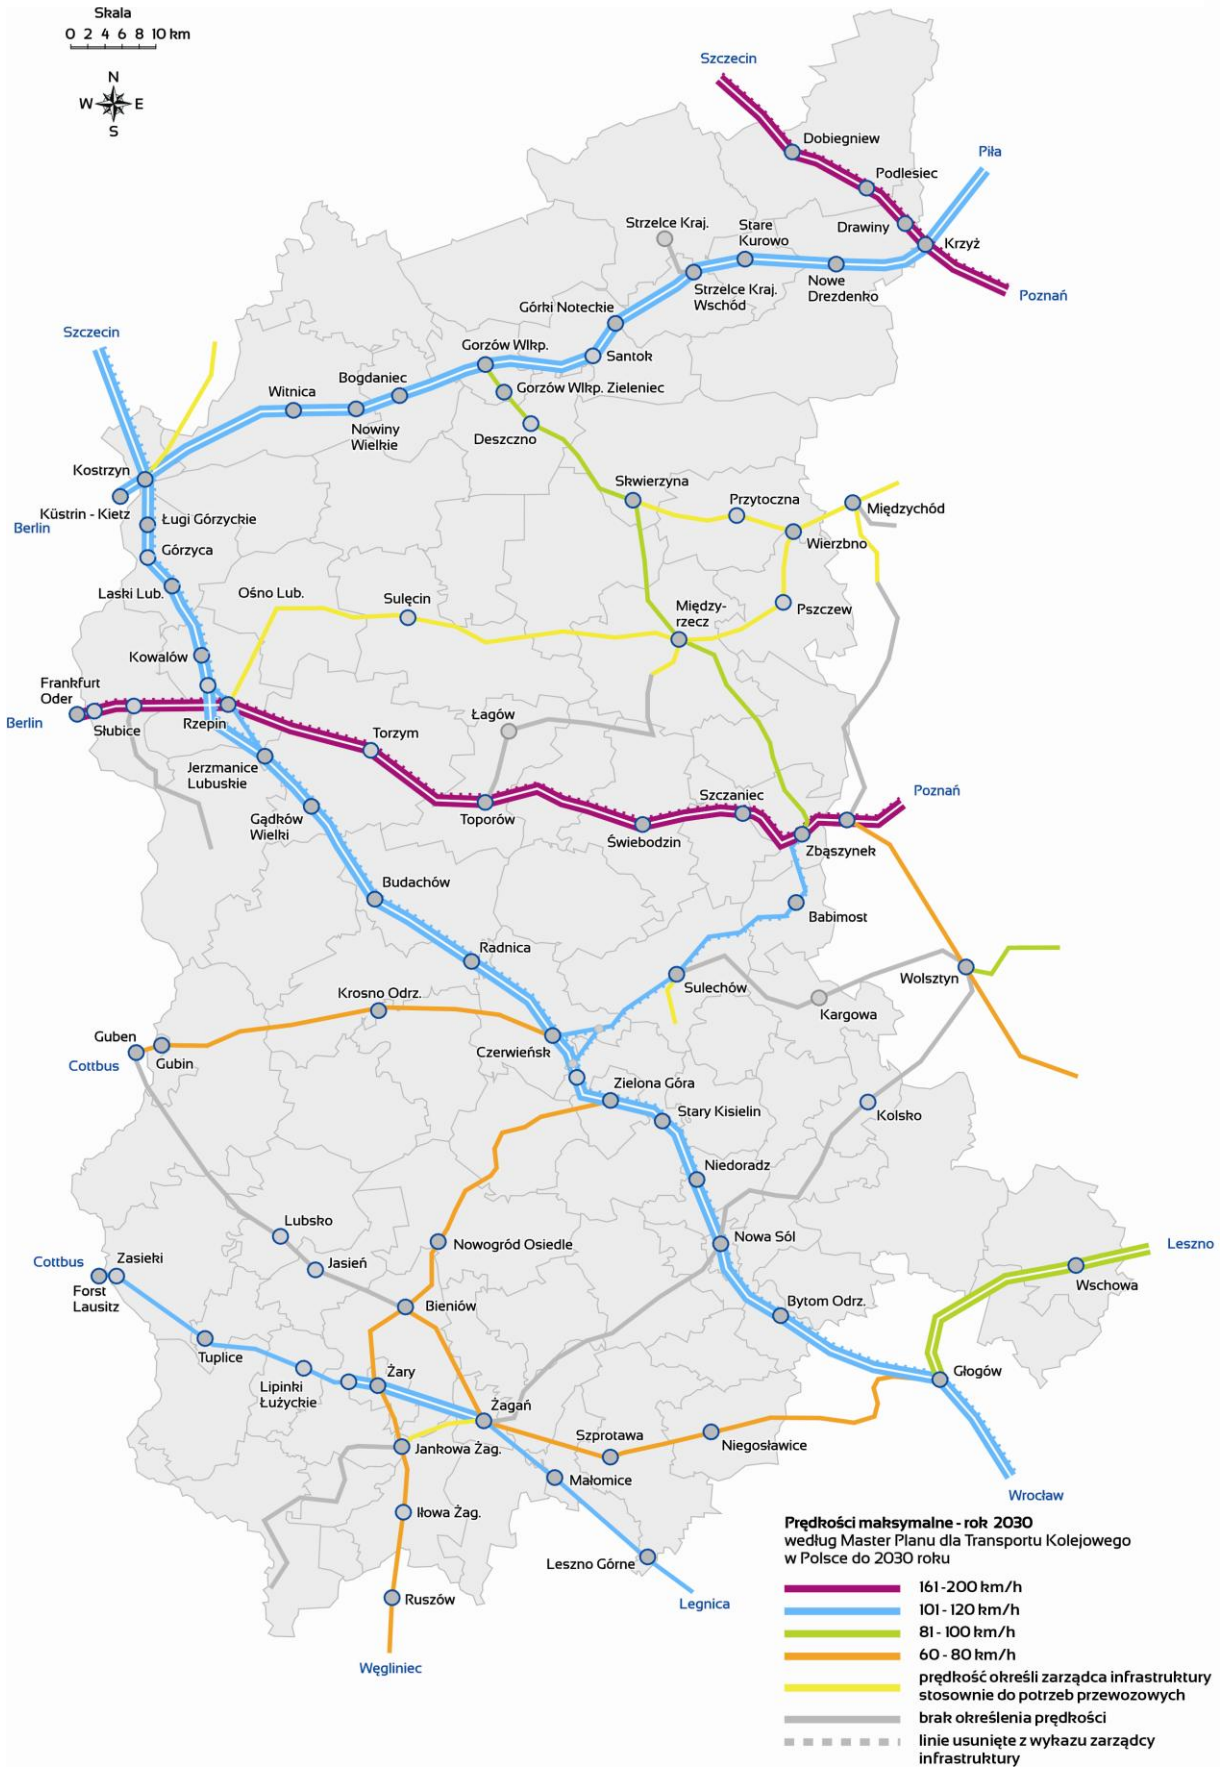 Skala
0 2 4 6 8 10 km
N
W E
S
Szczecin
Dobiegniew
Piła
Podlesiec
Strzelce Kraj.
Stare
Kurowo
Drawiny
Krzyż
Strzelce Kraj.
Wschód
Nowe
Drezdenko
Poznań
Górki Noteckie
Szczecin
Gorzów Wlkp.
Santok
Bogdaniec
Witnica
Gorzów Wlkp. Zieleniec
Nowiny
Wielkie
Deszczno
Kostrzyn
Skwierzyna
Przytoczna
Międzychód
Küstrin - Kietz
Berlin
Ługi Górzyckie
Wierzbno
Górzyca
Laski Lub.
Ośno Lub.
Sulęcin
Między-
rzecz
Pszczew
Kowalów
Frankfurt
Oder
Berlin
Słubice
Rzepin
Łagów
Torzym
Jerzmanice
Lubuskie
Szczaniec
Poznań
Gądków
Wielki
Toporów
Świebodzin
Zbąszynek
Budachów
Babimost
Radnica
Sulechów
Wolsztyn
Krosno Odrz.
Kargowa
Guben
Cottbus
Gubin
Czerwieńsk
Zielona Góra
Stary Kisielin
Kolsko
Niedoradz
Lubsko
Nowogród Osiedle
Nowa Sól
Leszno
Cottbus
Zasieki
Jasień
Forst
Lausitz
Wschowa
Bieniów
Bytom Odrz.
Tuplice
Lipinki
Łużyckie
Żary
Głogów
Żagań
Szprotawa
Niegosławice
Jankowa Żag.
Małomice
Wrocław
Iłowa Żag.
Leszno Górne
Ruszów
Legnica
Węgliniec
Prędkości maksymalne - rok 2030
według Master Planu dla Transportu Kolejowego
w Polsce do 2030 roku
161 -200 km/h
101 - 120 km/h
81 - 100 km/h
60 - 80 km/h
prędkość określi zarządca infrastruktury
stosownie do potrzeb przewozowych
brak określenia prędkości
linie usunięte z wykazu zarządcy
infrastruktury